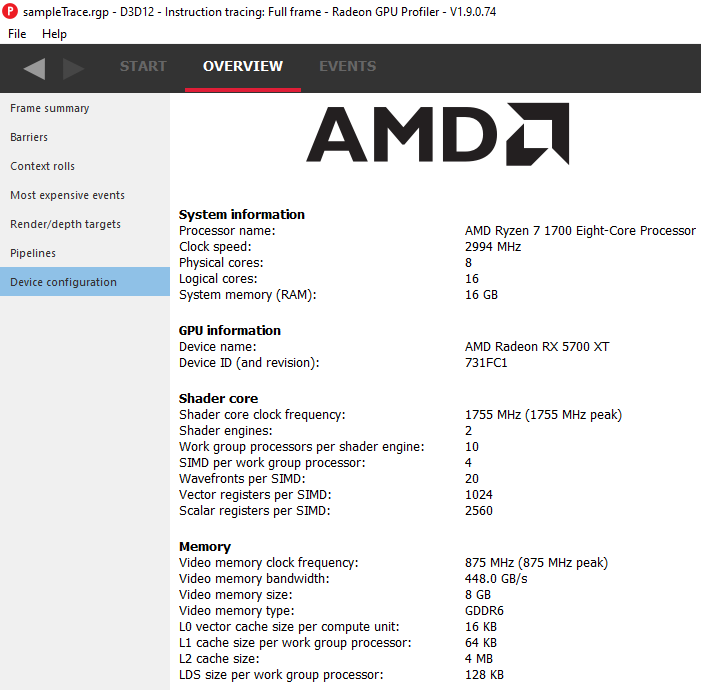 sampleTrace.rgp - D3D12 - Instruction tracing: Full frame - Radeon GPU Profiler - V1.9.0.74
File Help
START OVERVIEW EVENTS
Frame summary
Barriers
Context rolls
Most expensive events
Render/depth targets
Pipelines
Device configuration
AMD
System information
Processor name: AMD Ryzen 7 1700 Eight-Core Processor
Clock speed: 2994 MHz
Physical cores: 8
Logical cores: 16
System memory (RAM): 16 GB
GPU information
Device name: AMD Radeon RX 5700 XT
Device ID (and revision): 731FC1
Shader core
Shader core clock frequency: 1755 MHz (1755 MHz peak)
Shader engines: 2
Work group processors per shader engine: 10
SIMD per work group processor: 4
Wavefronts per SIMD: 20
Vector registers per SIMD: 1024
Scalar registers per SIMD: 2560
Memory
Video memory clock frequency: 875 MHz (875 MHz peak)
Video memory bandwidth: 448.0 GB/s
Video memory size: 8 GB
Video memory type: GDDR6
L0 vector cache size per compute unit: 16 KB
L1 cache size per work group processor: 64 KB
L2 cache size: 4 MB
LDS size per work group processor: 128 KB